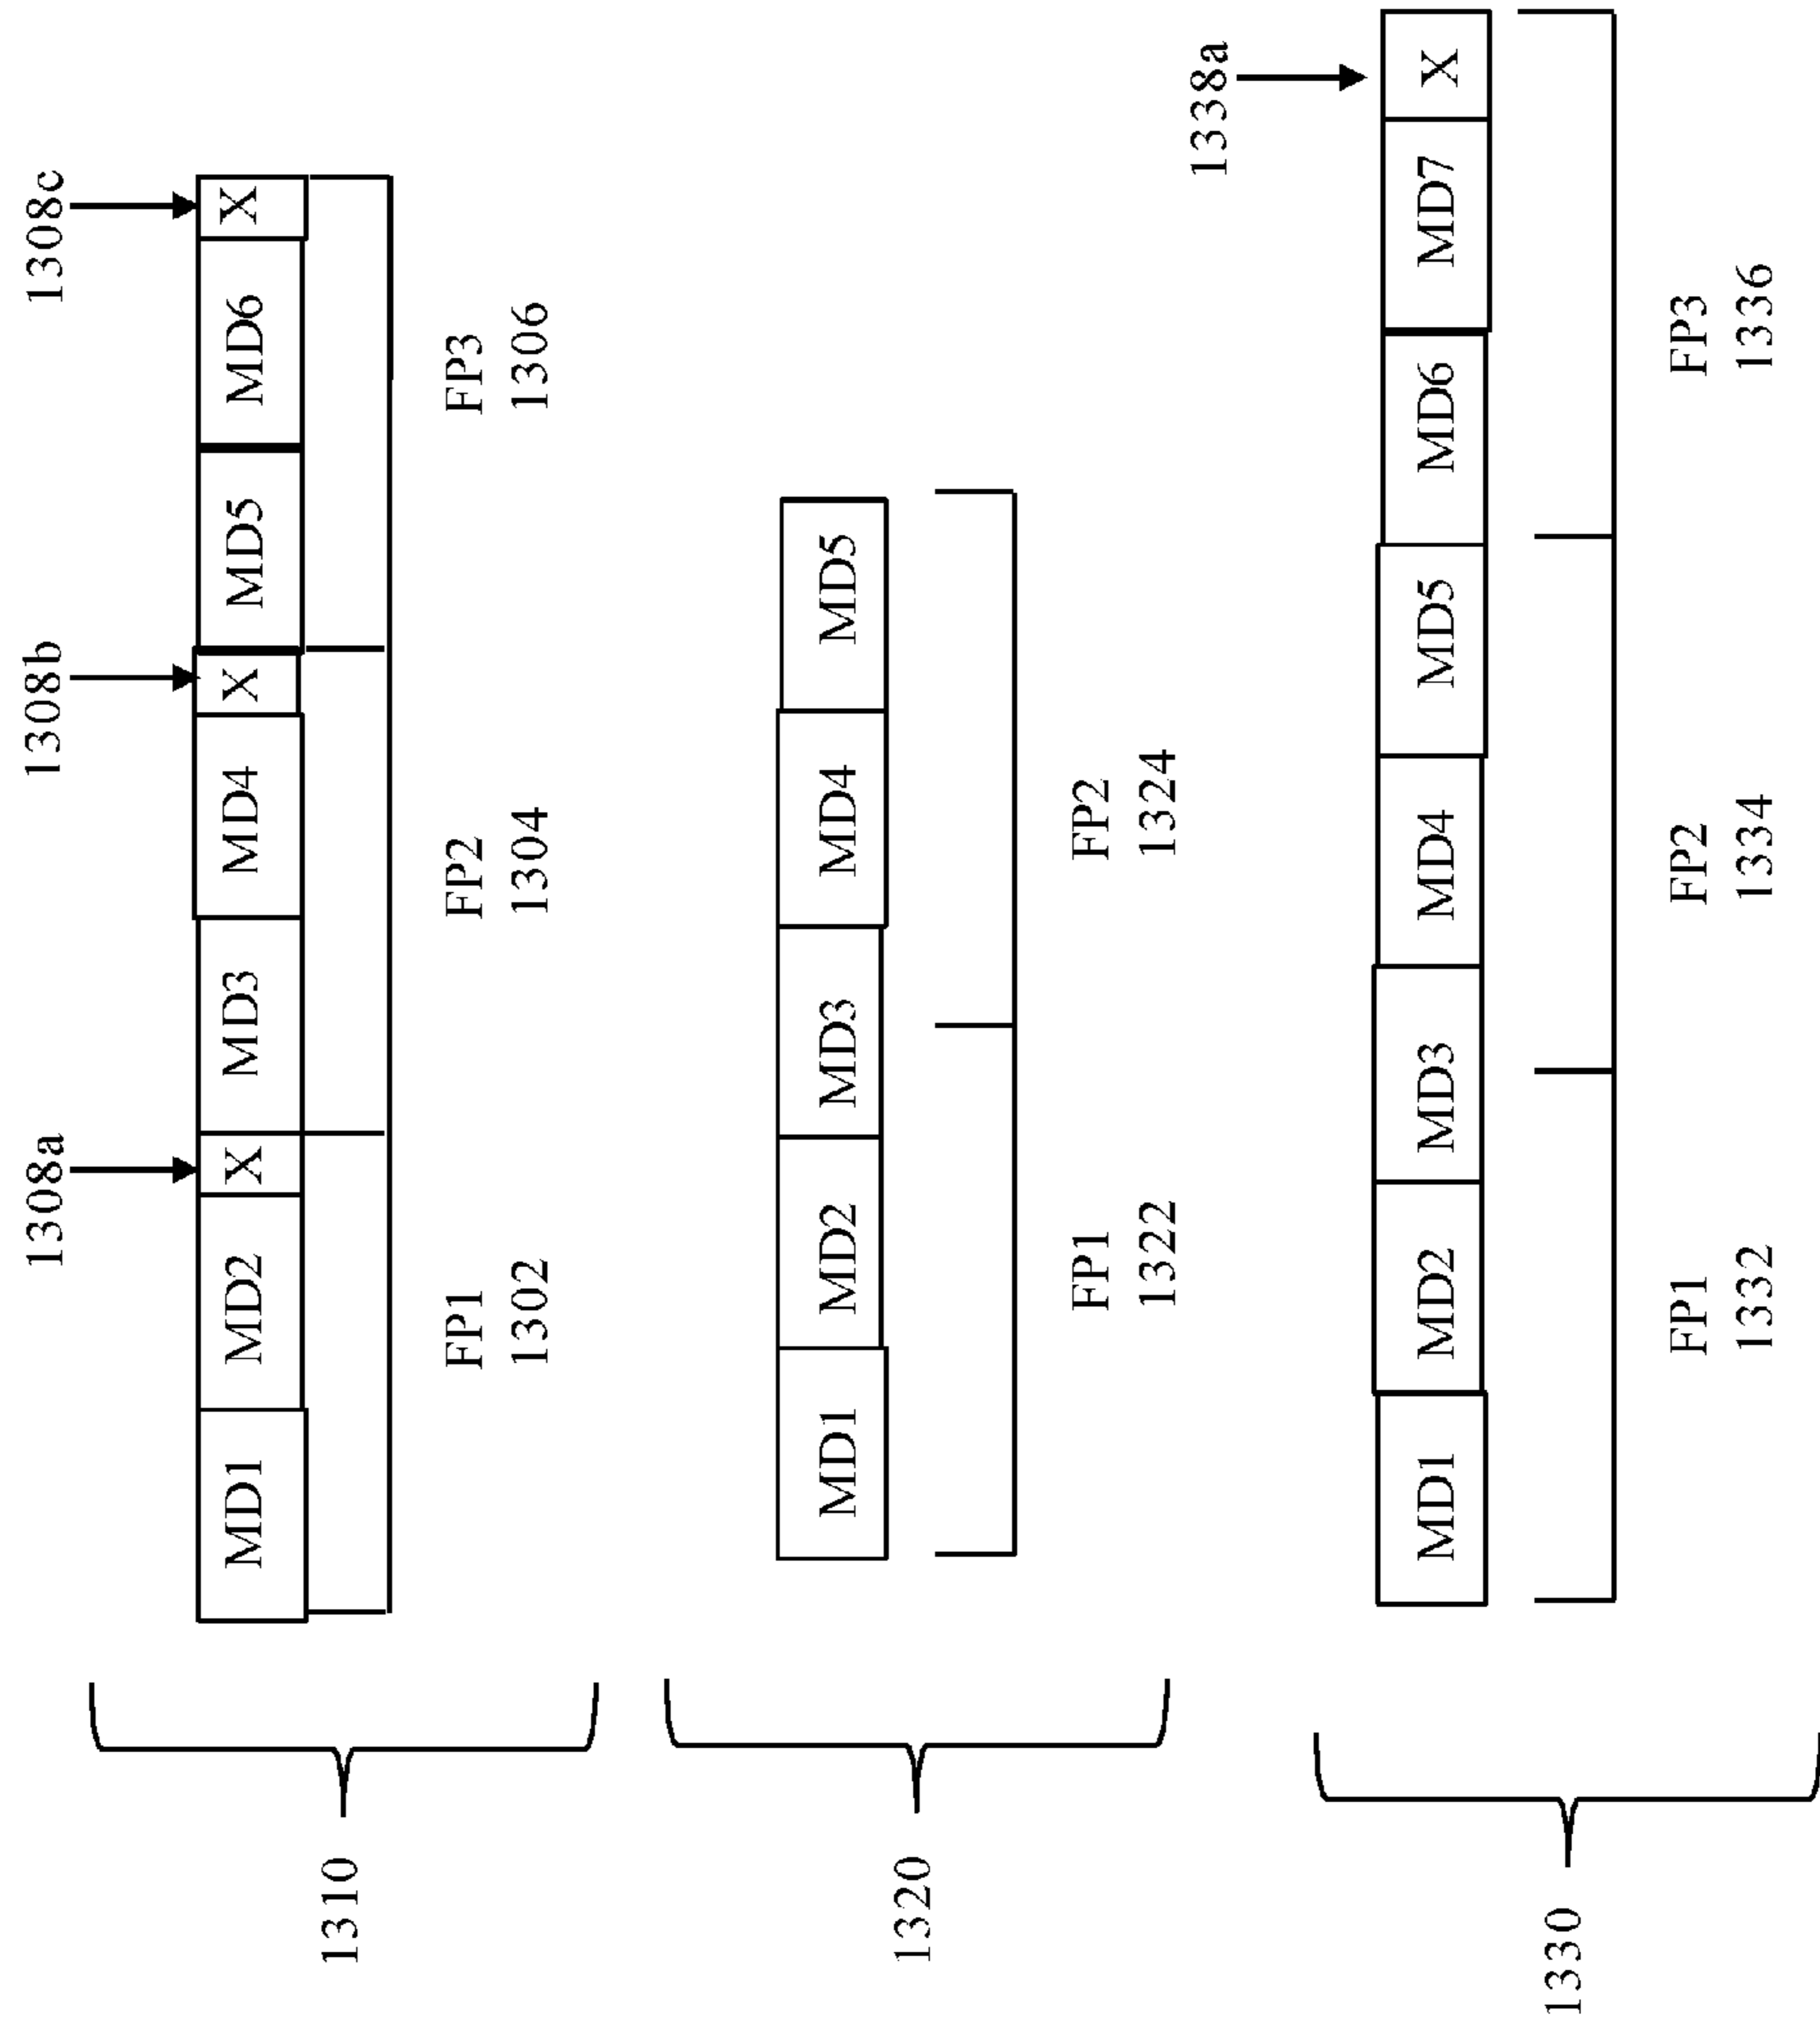 1308a 1308b 1308c
MD1 MD2 X MD3 MD4 X MD5 MD6 X
1310
FP1 FP2 FP3
1302 1304 1306
MD1 MD2 MD3 MD4 MD5
1320
FP1 FP2
1322 1324
1338a
MD1 MD2 MD3 MD4 MD5 MD6 MD7 X
1330
FP1 FP2 FP3
1332 1334 1336